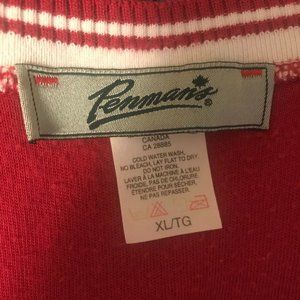 Penmans®
CANADA
CA 28885
COLD WATER WASH,
NO BLEACH, LAY FLAT TO DRY.
DO NOT IRON.
LAVER À LA MACHINE À L'EAU
FROIDE, PAS DE CHLORE,
ÉTENDRE POUR SÉCHER,
NE PAS REPASSER.
XL/TG